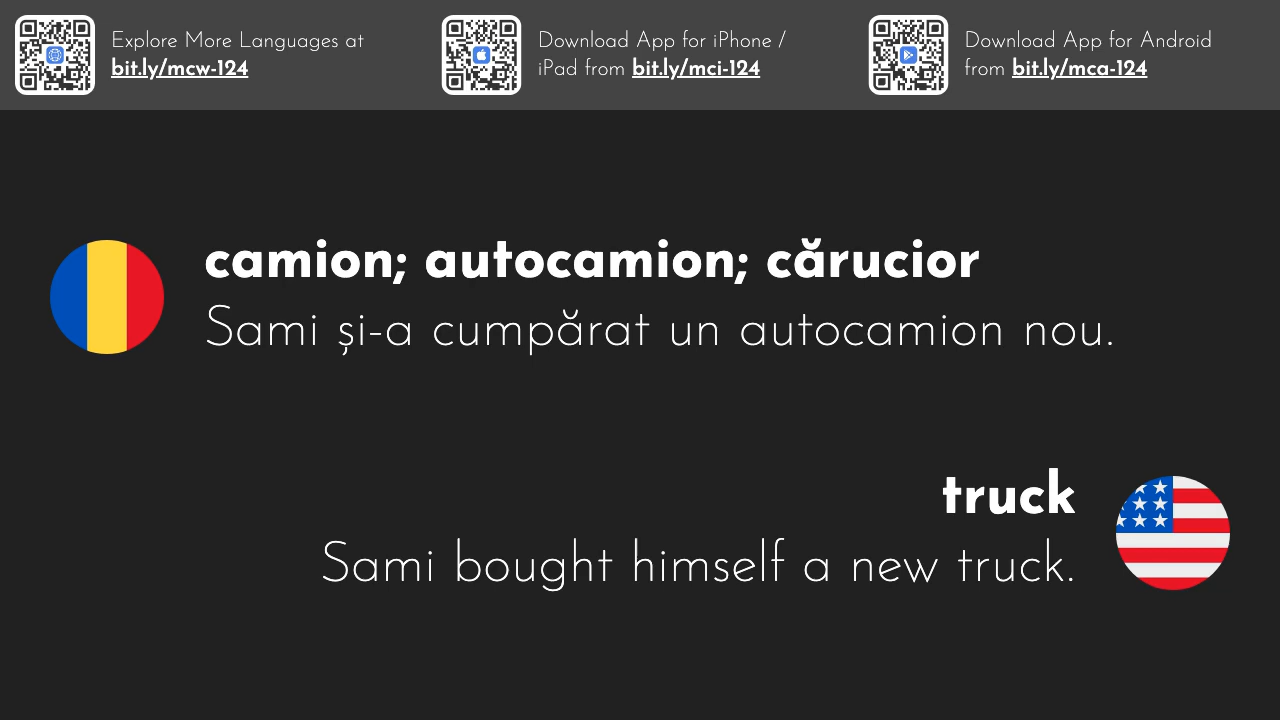 Explore More Languages at
bit.ly/mcw-124
Download App for iPhone /
iPad from bit.ly/mci-124
Download App for Android
from bit.ly/mca-124
camion; autocamion; cărucior
Sami și-a cumpărat un autocamion nou.
truck
Sami bought himself a new truck.